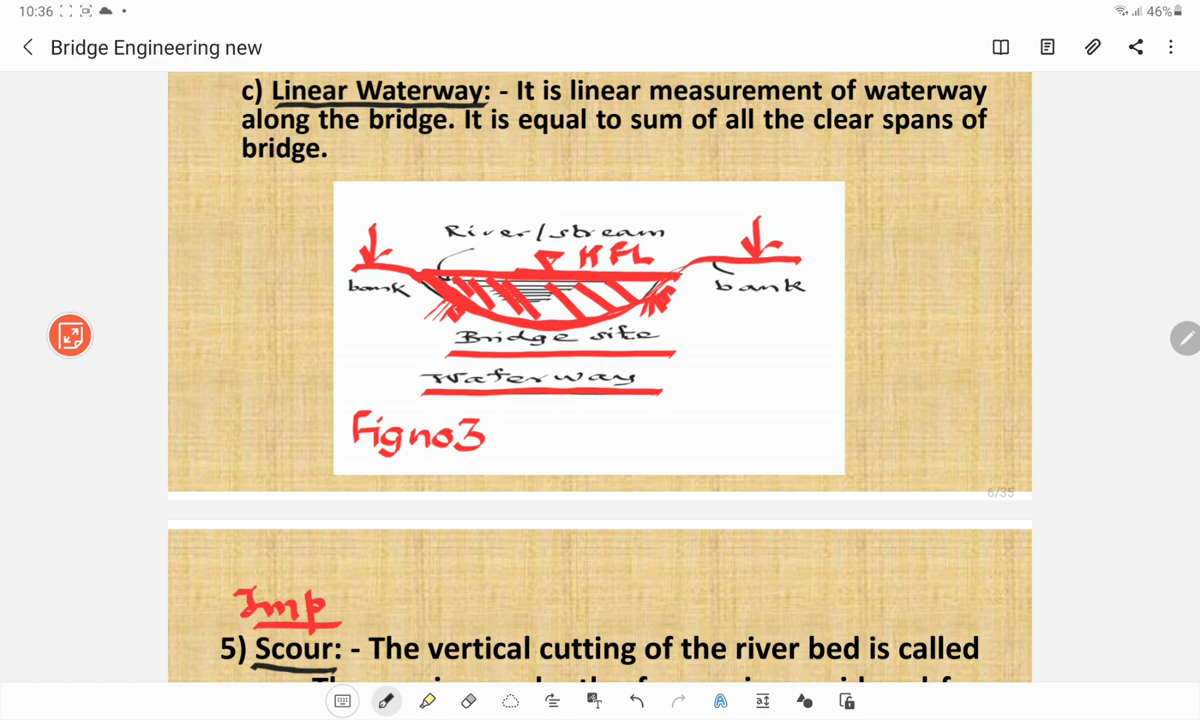 10:36
46%
Bridge Engineering new
c) Linear Waterway: - It is linear measurement of waterway
along the bridge. It is equal to sum of all the clear spans of
bridge.
River/stream
HFL
bank
bank
Bridge site
Waterway
Fig no 3
6/35
Imp
5) Scour: - The vertical cutting of the river bed is called